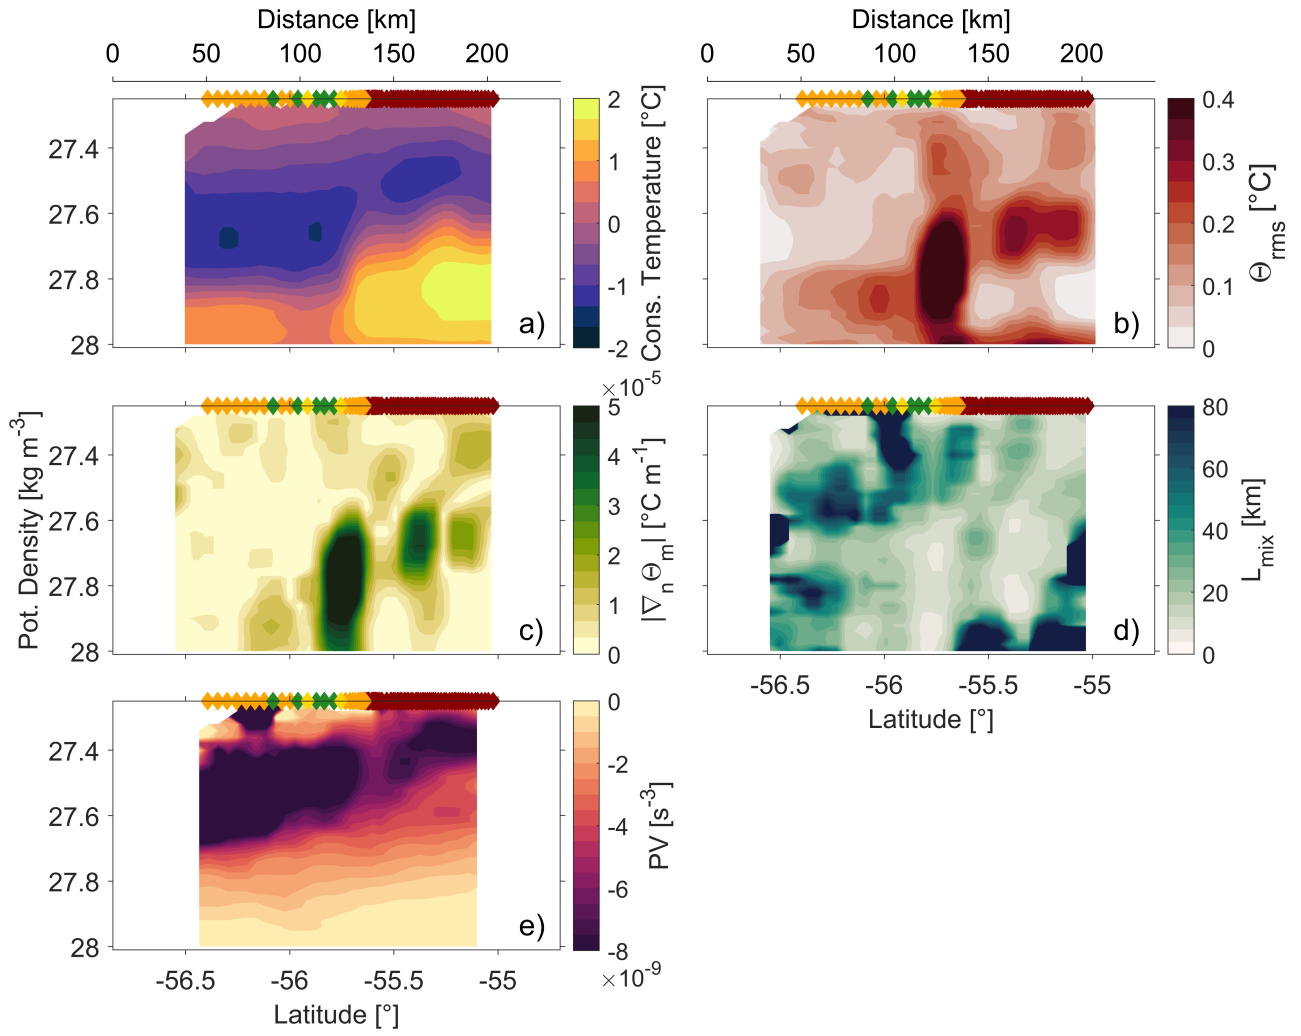 Distance [km]
0 50 100 150 200
Distance [km]
0 50 100 150 200
27.4
27.6
27.8
28
a)
2
1
0
-1
-2
Cons. Temperature [°C]
b)
0.4
0.3
0.2
0.1
0
Θrms [°C]
Pot. Density [kg m-3]
27.4
27.6
27.8
28
c)
×10-5
5
4
3
2
1
0
|∇nΘm| [°C m-1]
d)
80
60
40
20
0
Lmix [km]
-56.5 -56 -55.5 -55
Latitude [°]
27.4
27.6
27.8
28
e)
0
-2
-4
-6
-8
×10-9
PV [s-3]
-56.5 -56 -55.5 -55
Latitude [°]